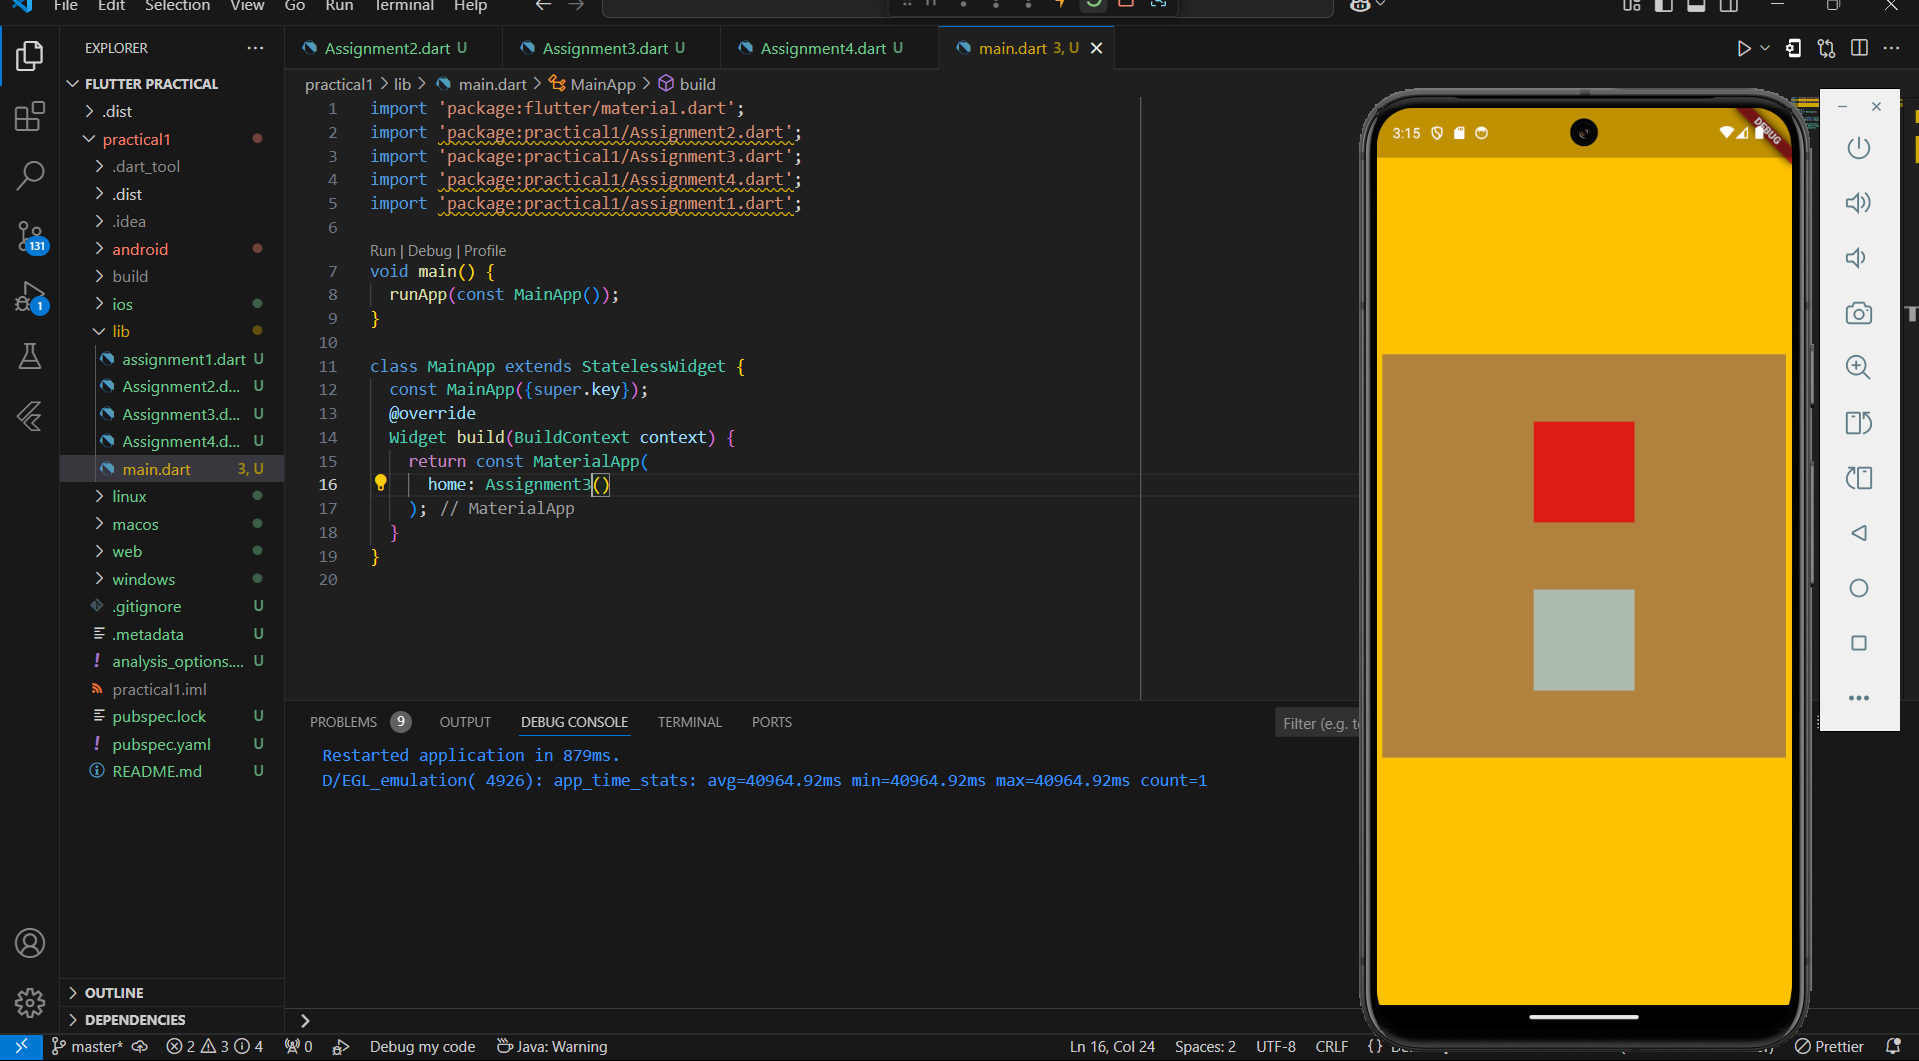 File Edit Selection View Go Run Terminal Help
EXPLORER
Assignment2.dart U
Assignment3.dart U
Assignment4.dart U
main.dart 3, U
FLUTTER PRACTICAL
.dist
practical1
.dart_tool
.dist
.idea
android
build
ios
lib
assignment1.dart U
Assignment2.d... U
Assignment3.d... U
Assignment4.d... U
main.dart 3, U
linux
macos
web
windows
.gitignore U
.metadata U
analysis_options.... U
practical1.iml
pubspec.lock U
pubspec.yaml U
README.md U
OUTLINE
DEPENDENCIES
131
1
practical1 > lib > main.dart > MainApp > build
1 import 'package:flutter/material.dart';
2 import 'package:practical1/Assignment2.dart';
3 import 'package:practical1/Assignment3.dart';
4 import 'package:practical1/Assignment4.dart';
5 import 'package:practical1/assignment1.dart';
6
Run | Debug | Profile
7 void main() {
8 runApp(const MainApp());
9 }
10
11 class MainApp extends StatelessWidget {
12 const MainApp({super.key});
13 @override
14 Widget build(BuildContext context) {
15 return const MaterialApp(
16 home: Assignment3()
17 ); // MaterialApp
18 }
19 }
20
PROBLEMS 9 OUTPUT DEBUG CONSOLE TERMINAL PORTS
Filter (e.g.
Restarted application in 879ms.
D/EGL_emulation( 4926): app_time_stats: avg=40964.92ms min=40964.92ms max=40964.92ms count=1
3:15
DEBUG
master* 2 3 4 0 Debug my code Java: Warning
Ln 16, Col 24 Spaces: 2 UTF-8 CRLF {} Prettier